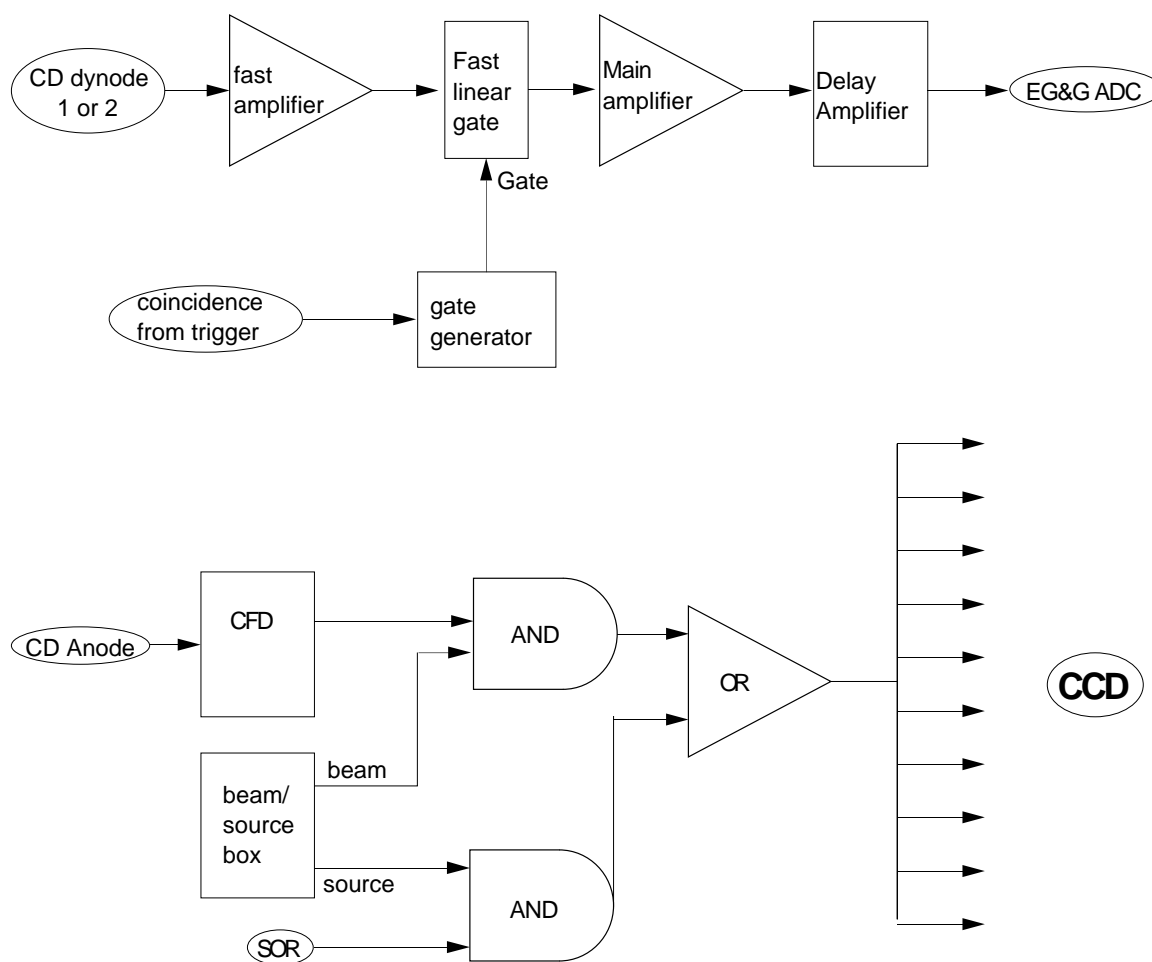 CD dynode
1 or 2
fast
amplifier
Fast
linear
gate
Main
amplifier
Delay
Amplifier
EG&G ADC
Gate
coincidence
from trigger
gate
generator
CD Anode
CFD
AND
OR
CCD
beam
beam/
source
box
source
AND
SOR